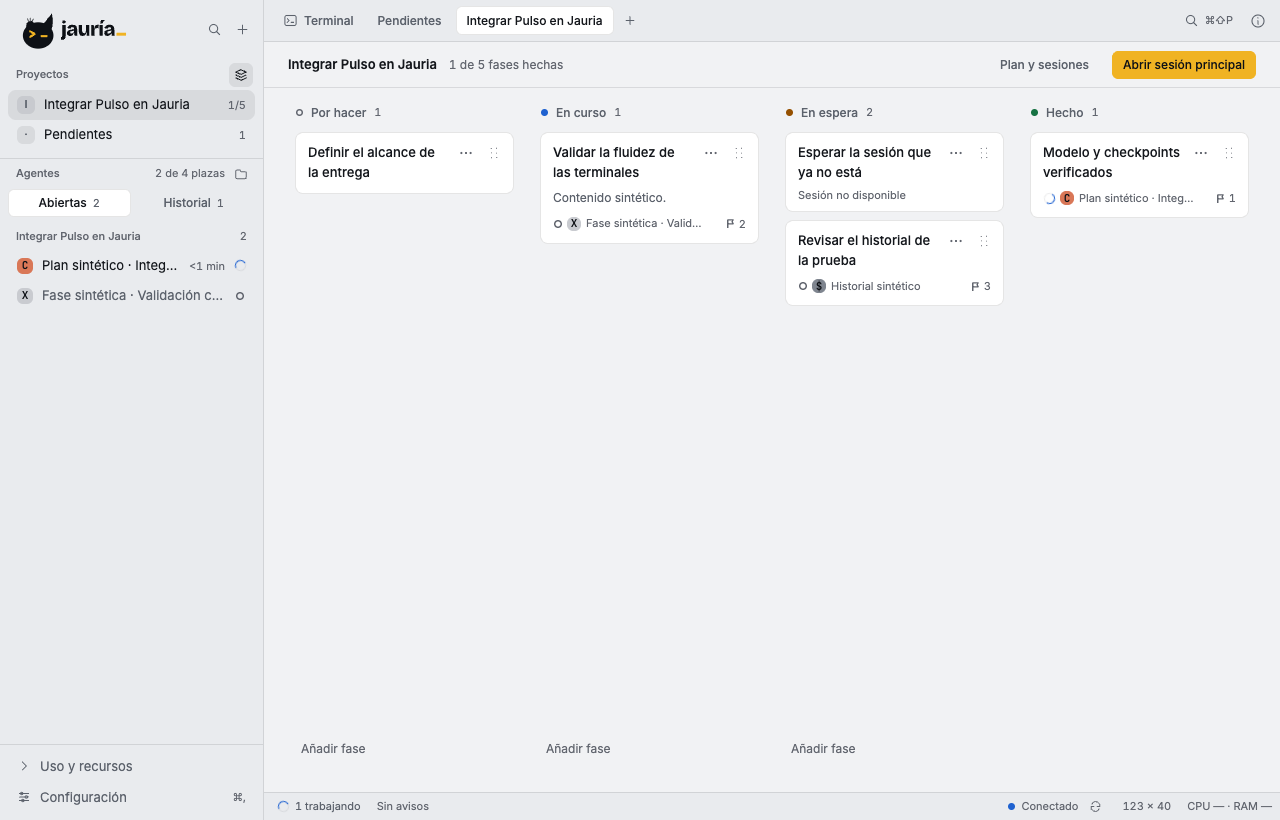 jauría_
Proyectos
I Integrar Pulso en Jauria 1/5
· Pendientes 1
Agentes 2 de 4 plazas
Abiertas 2 Historial 1
Integrar Pulso en Jauria 2
C Plan sintético · Integ... <1 min
X Fase sintética · Validación c...
Uso y recursos
Configuración ⌘,
Terminal Pendientes Integrar Pulso en Jauria + ⌘⇧P
Integrar Pulso en Jauria 1 de 5 fases hechas Plan y sesiones Abrir sesión principal
Por hacer 1
Definir el alcance de
la entrega
Añadir fase
En curso 1
Validar la fluidez de
las terminales
Contenido sintético.
X Fase sintética · Valid... 2
Añadir fase
En espera 2
Esperar la sesión que
ya no está
Sesión no disponible
Revisar el historial de
la prueba
$ Historial sintético 3
Añadir fase
Hecho 1
Modelo y checkpoints
verificados
C Plan sintético · Integ... 1
1 trabajando Sin avisos Conectado 123 × 40 CPU — · RAM —